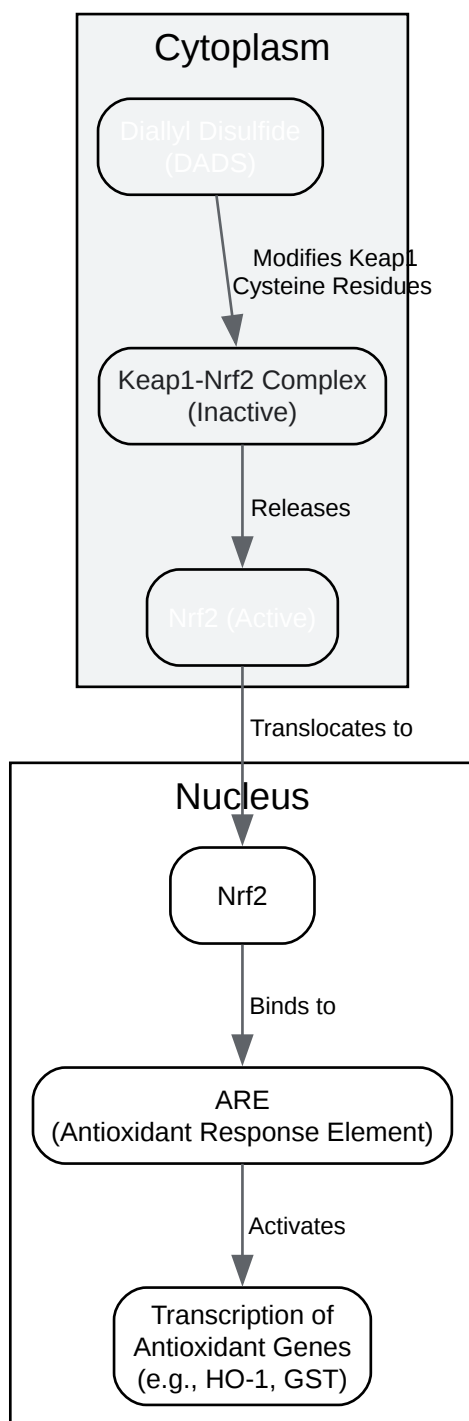 Cytoplasm
Diallyl Disulfide
(DADS)
Modifies Keap1
Cysteine Residues
Keap1-Nrf2 Complex
(Inactive)
Releases
Nrf2 (Active)
Translocates to
Nucleus
Nrf2
Binds to
ARE
(Antioxidant Response Element)
Activates
Transcription of
Antioxidant Genes
(e.g., HO-1, GST)